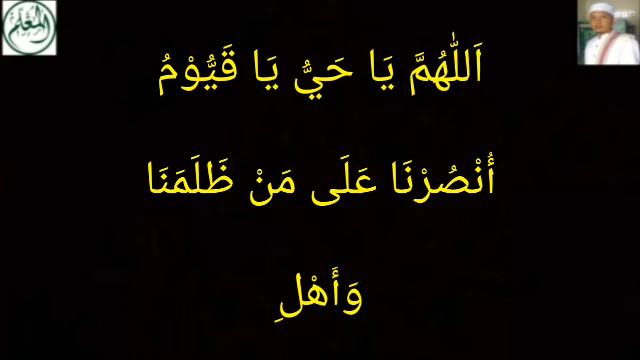 اَللّٰهُمَّ يَا حَيُّ يَا قَيُّوْمُ
أُنْصُرْنَا عَلَى مَنْ ظَلَمَنَا
وَأَهْلِ